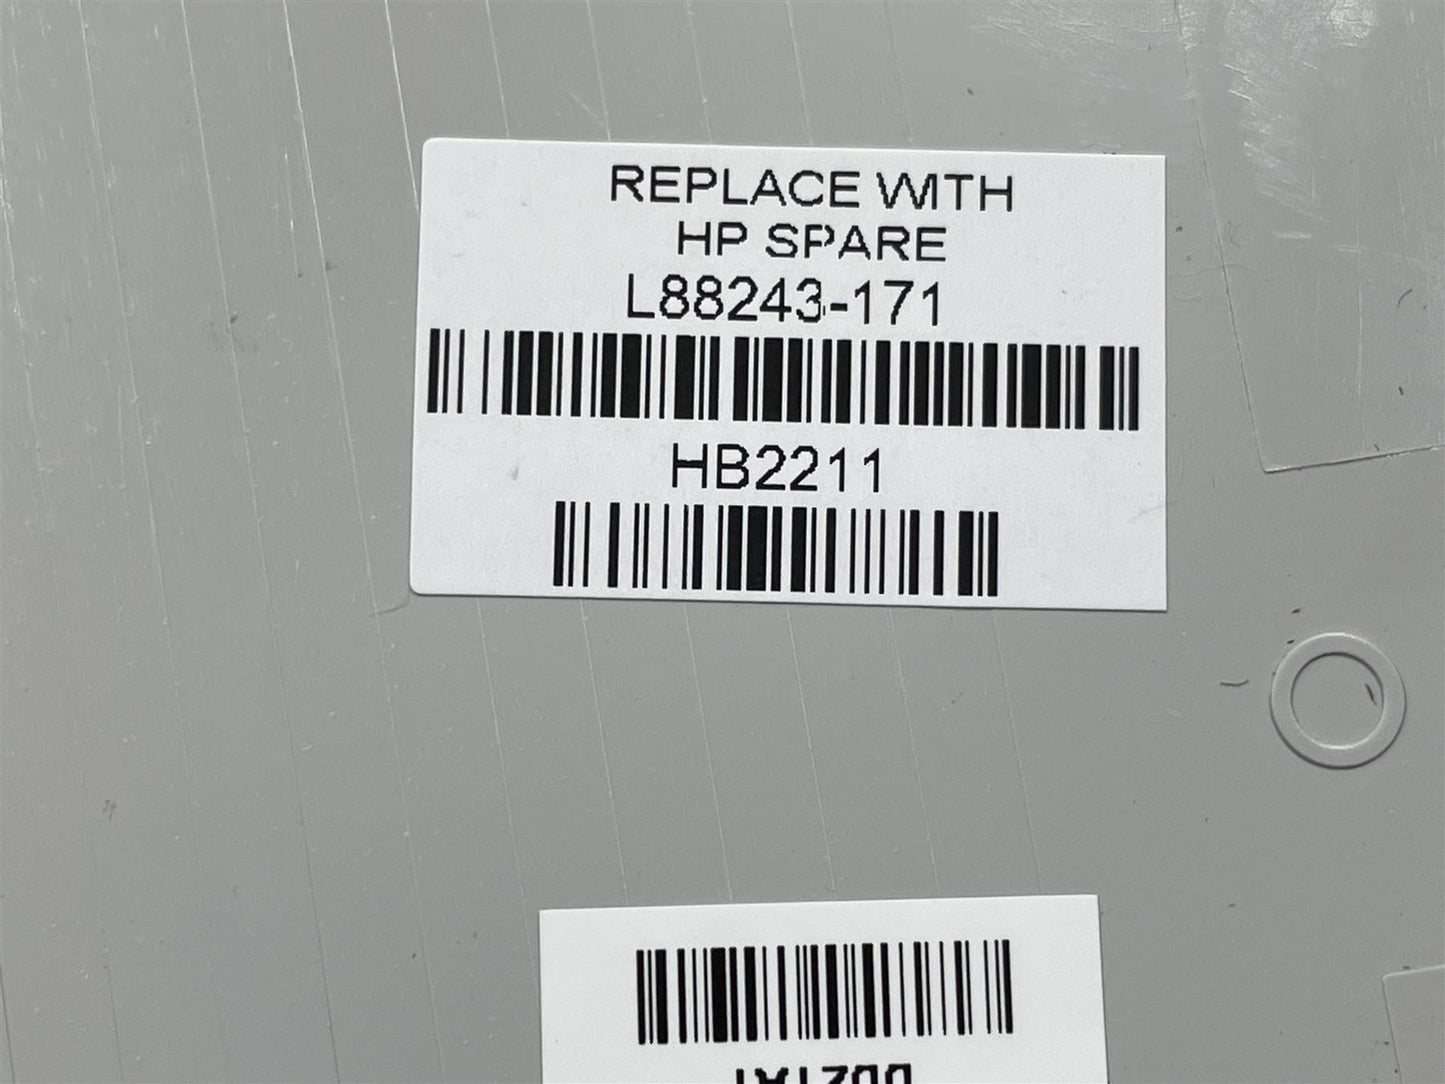 REPLACE WITH
HP SPARE
L88243-171
HB2211